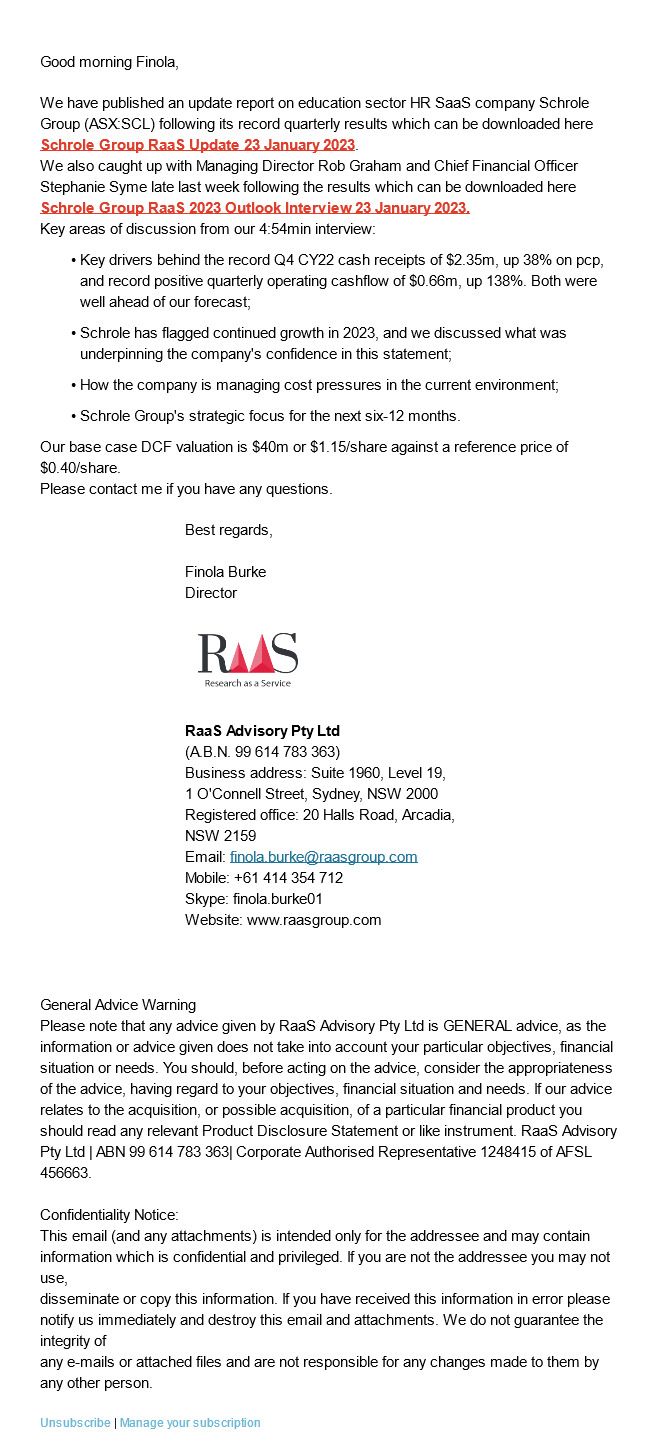 Good morning Finola,
We have published an update report on education sector HR SaaS company Schrole
Group (ASX:SCL) following its record quarterly results which can be downloaded here
Schrole Group RaaS Update 23 January 2023.
We also caught up with Managing Director Rob Graham and Chief Financial Officer
Stephanie Syme late last week following the results which can be downloaded here
Schrole Group RaaS 2023 Outlook Interview 23 January 2023.
Key areas of discussion from our 4:54min interview:
• Key drivers behind the record Q4 CY22 cash receipts of $2.35m, up 38% on pcp,
and record positive quarterly operating cashflow of $0.66m, up 138%. Both were
well ahead of our forecast;
• Schrole has flagged continued growth in 2023, and we discussed what was
underpinning the company's confidence in this statement;
• How the company is managing cost pressures in the current environment;
• Schrole Group's strategic focus for the next six-12 months.
Our base case DCF valuation is $40m or $1.15/share against a reference price of
$0.40/share.
Please contact me if you have any questions.
Best regards,
Finola Burke
Director
RAAS
Research as a Service
RaaS Advisory Pty Ltd
(A.B.N. 99 614 783 363)
Business address: Suite 1960, Level 19,
1 O'Connell Street, Sydney, NSW 2000
Registered office: 20 Halls Road, Arcadia,
NSW 2159
Email: finola.burke@raasgroup.com
Mobile: +61 414 354 712
Skype: finola.burke01
Website: www.raasgroup.com
General Advice Warning
Please note that any advice given by RaaS Advisory Pty Ltd is GENERAL advice, as the
information or advice given does not take into account your particular objectives, financial
situation or needs. You should, before acting on the advice, consider the appropriateness
of the advice, having regard to your objectives, financial situation and needs. If our advice
relates to the acquisition, or possible acquisition, of a particular financial product you
should read any relevant Product Disclosure Statement or like instrument. RaaS Advisory
Pty Ltd | ABN 99 614 783 363| Corporate Authorised Representative 1248415 of AFSL
456663.
Confidentiality Notice:
This email (and any attachments) is intended only for the addressee and may contain
information which is confidential and privileged. If you are not the addressee you may not
use,
disseminate or copy this information. If you have received this information in error please
notify us immediately and destroy this email and attachments. We do not guarantee the
integrity of
any e-mails or attached files and are not responsible for any changes made to them by
any other person.
Unsubscribe | Manage your subscription